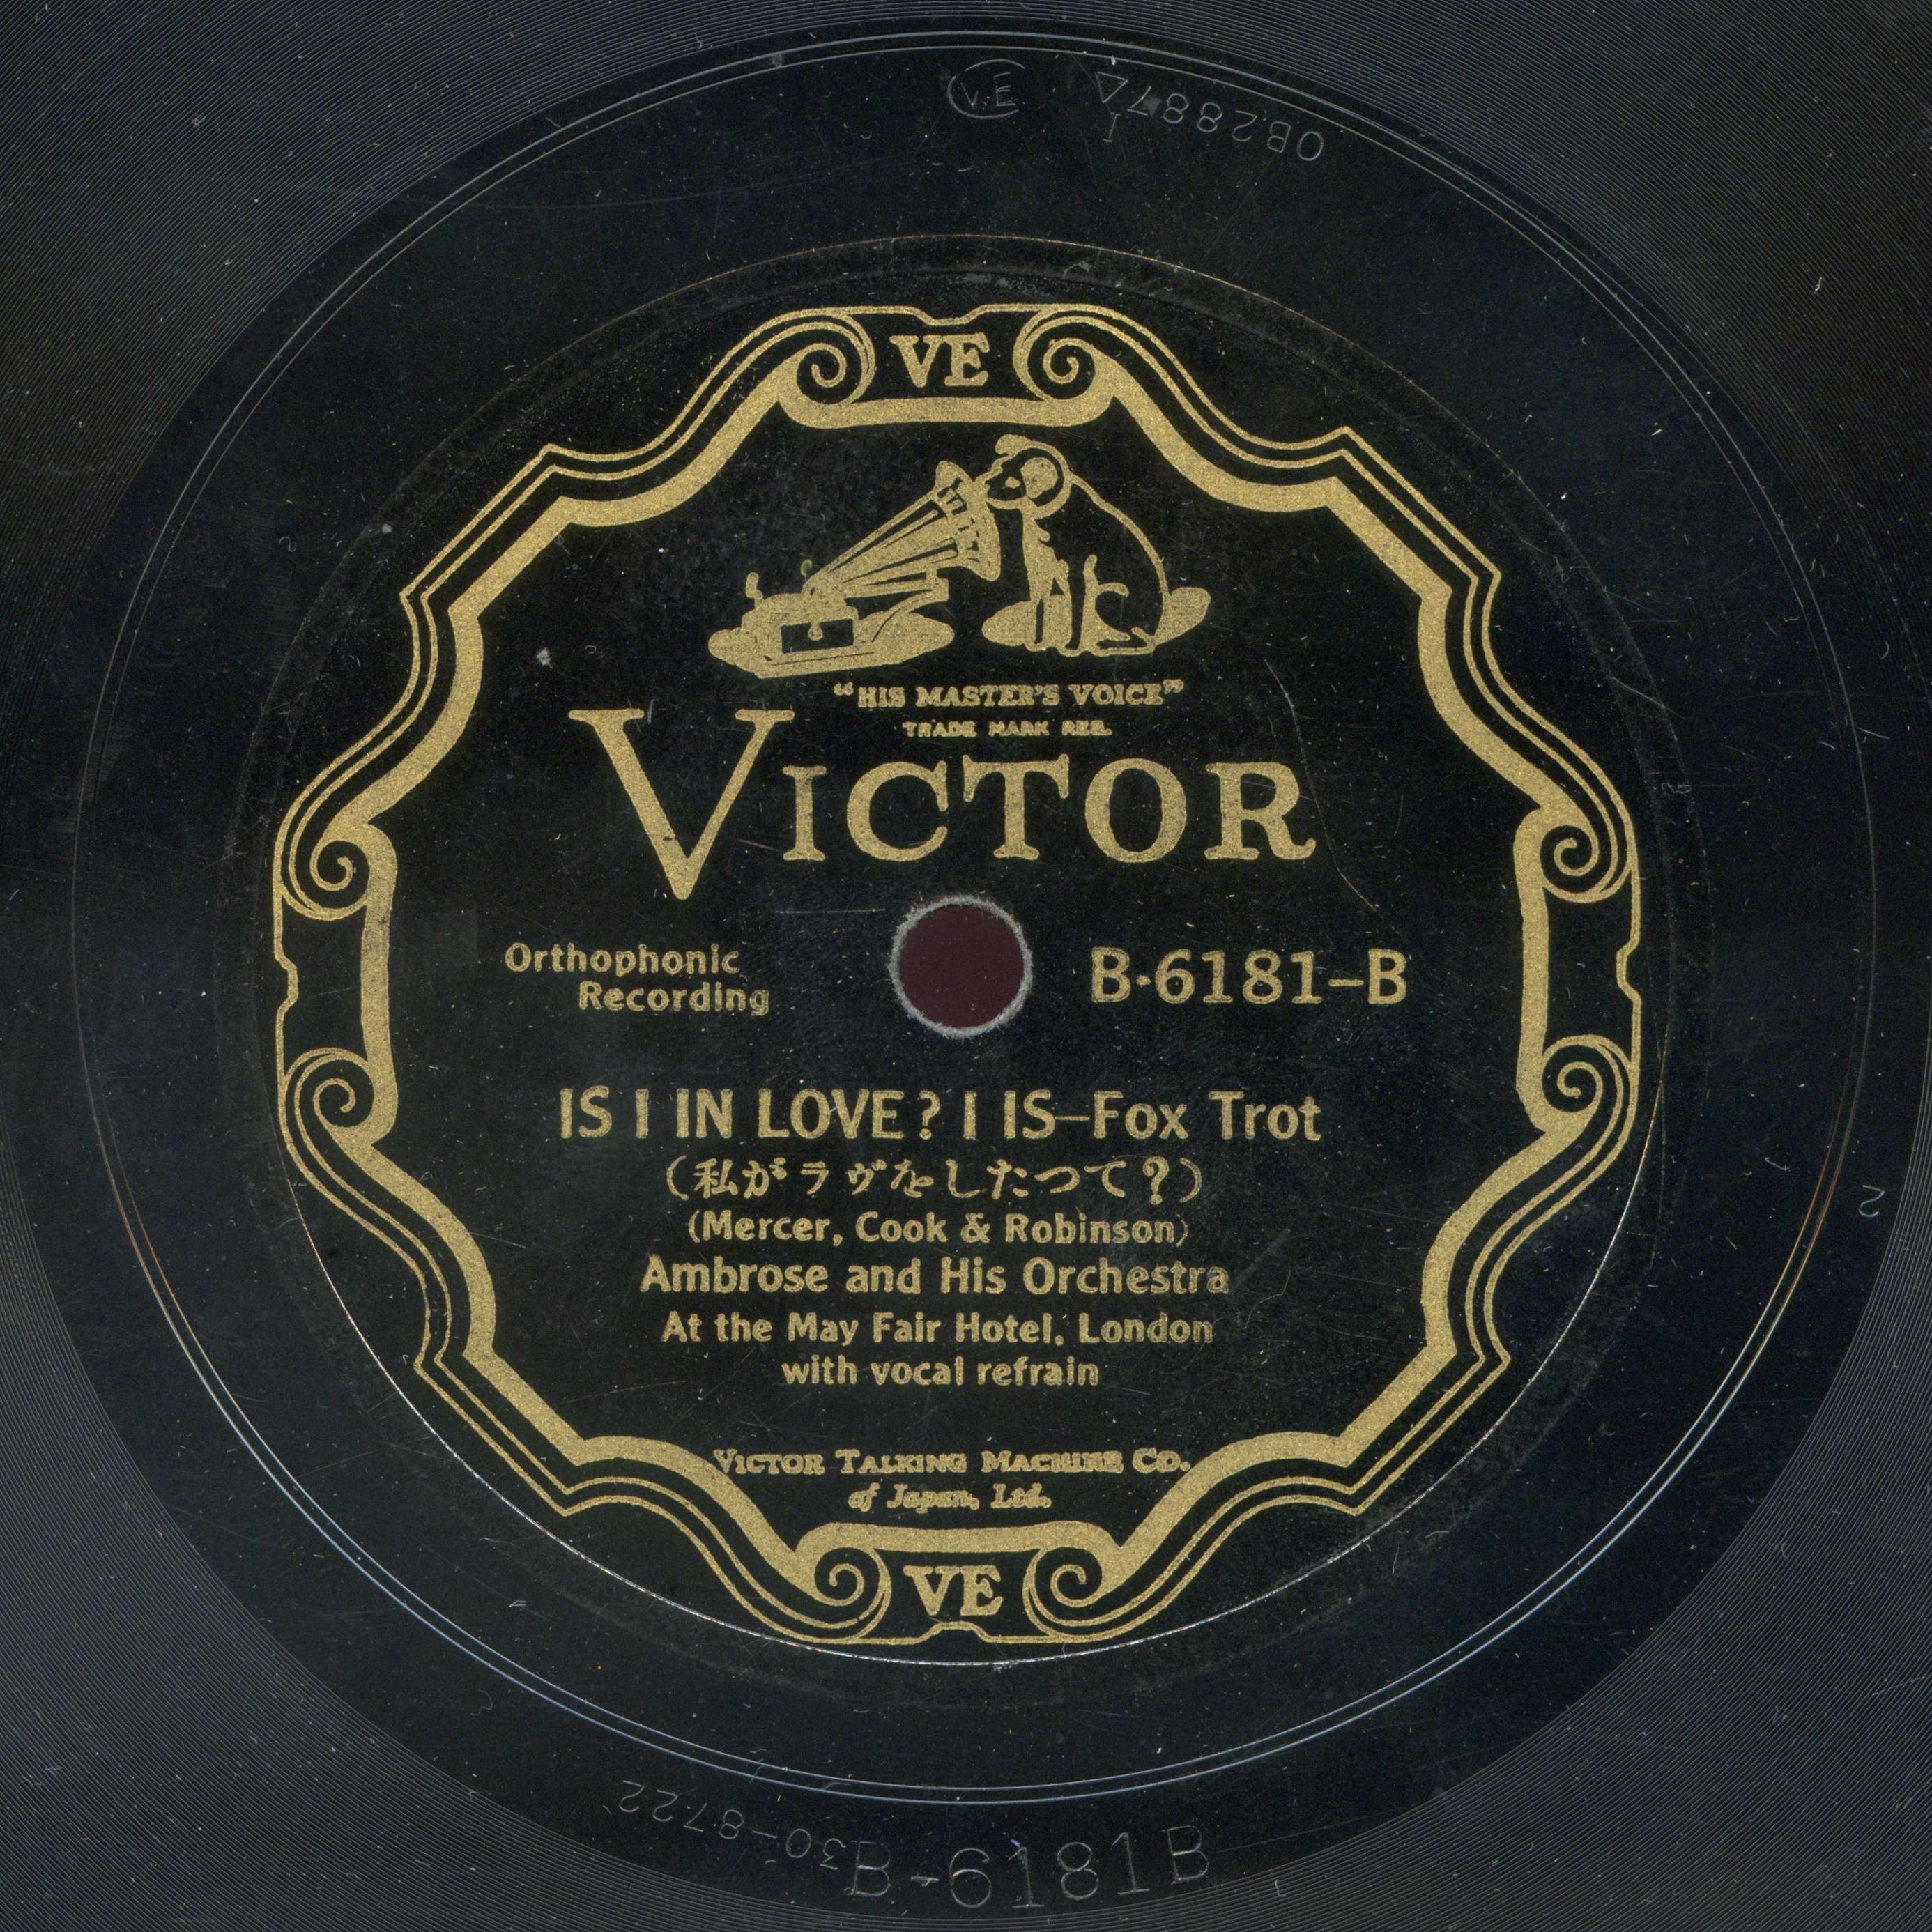 VE
OB2887
I
VE
"HIS MASTER'S VOICE"
TRADE MARK REG.
VICTOR
Orthophonic
Recording
B·6181-B
IS I IN LOVE? I IS-Fox Trot
(私がラヴをしたつて?)
(Mercer, Cook & Robinson)
Ambrose and His Orchestra
At the May Fair Hotel, London
with vocal refrain
VICTOR TALKING MACHINE CO.
of Japan, Ltd.
VE
2
30-8722
B-6181B